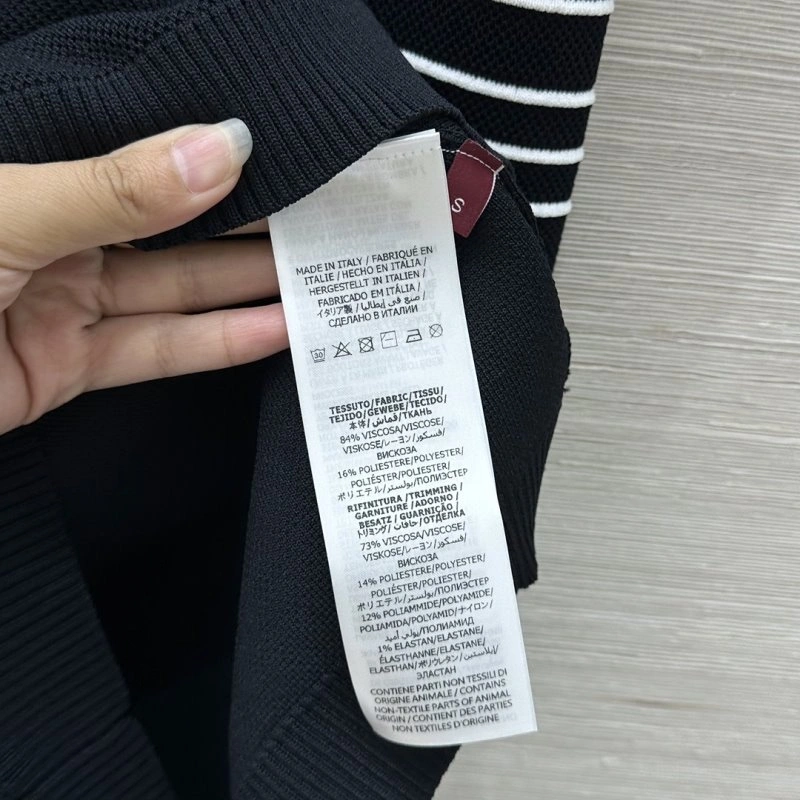 S
MADE IN ITALY / FABRIQUÉ EN
ITALIE / HECHO EN ITALIA /
HERGESTELLT IN ITALIEN /
FABRICADO EM ITÁLIA /
イタリア製 / صنع في إيطاليا /
СДЕЛАНО В ИТАЛИИ
30
TESSUTO/FABRIC/TISSU/
TEJIDO/GEWEBE/TECIDO/
本体/قماش/ТКАНЬ
84% VISCOSA/VISCOSE/
VISKOSE/レーヨン/فسكوز/
ВИСКОЗА
16% POLIESTERE/POLYESTER/
POLIÉSTER/POLYESTER/
ポリエステル/بولستر/ПОЛИЭСТЕР
RIFINITURA /TRIMMING/
GARNITURE /ADORNO/
BESATZ / GUARNIÇÃO/
トリミング/حافات/ОТДЕЛКА
73% VISCOSA/VISCOSE/
VISKOSE/レーヨン/فسكوز/
ВИСКОЗА
14% POLIESTERE/POLYESTER/
POLIÉSTER/POLYESTER/
ポリエステル/بولستر/ПОЛИЭСТЕР
12% POLIAMMIDE/POLYAMIDE/
POLIAMIDA/POLYAMID/ナイロン/
بولي أميد/ПОЛИАМИД
1% ELASTAN/ELASTANE/
ÉLASTHANNE/ELASTANE/
ELASTHAN/ポリウレタン/إيلاستين/
ЭЛАСТАН
CONTIENE PARTI NON TESSILI DI
ORIGINE ANIMALE / CONTAINS
NON-TEXTILE PARTS OF ANIMAL
ORIGIN / CONTIENT DES PARTIES
NON TEXTILES D'ORIGINE